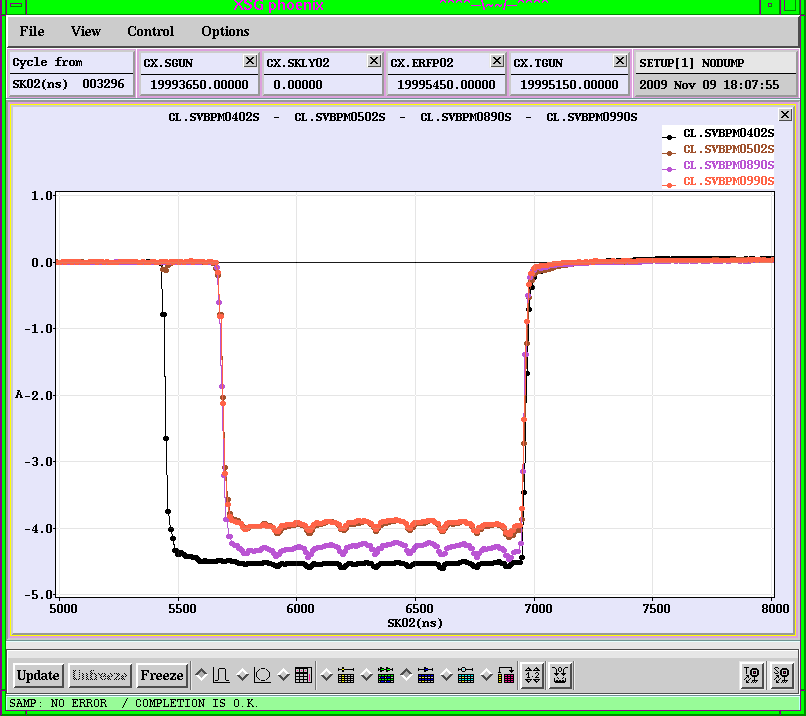 XSG phoenix
File View Control Options
Cycle from
SK02(ns) 003296
CX.SGUN
19993650.00000
CX.SKLY02
0.00000
CX.ERFP02
19995450.00000
CX.TGUN
19995150.00000
SETUP[1] NODUMP
2009 Nov 09 18:07:55
CL.SVBPM0402S - CL.SVBPM0502S - CL.SVBPM0890S - CL.SVBPM0990S
CL.SVBPM0402S
CL.SVBPM0502S
CL.SVBPM0890S
CL.SVBPM0990S
1.0
0.0
-1.0
A -2.0
-3.0
-4.0
-5.0
5000 5500 6000 6500 7000 7500 8000
SK02(ns)
Update Unfreeze Freeze
SAMP: NO ERROR / COMPLETION IS O.K.